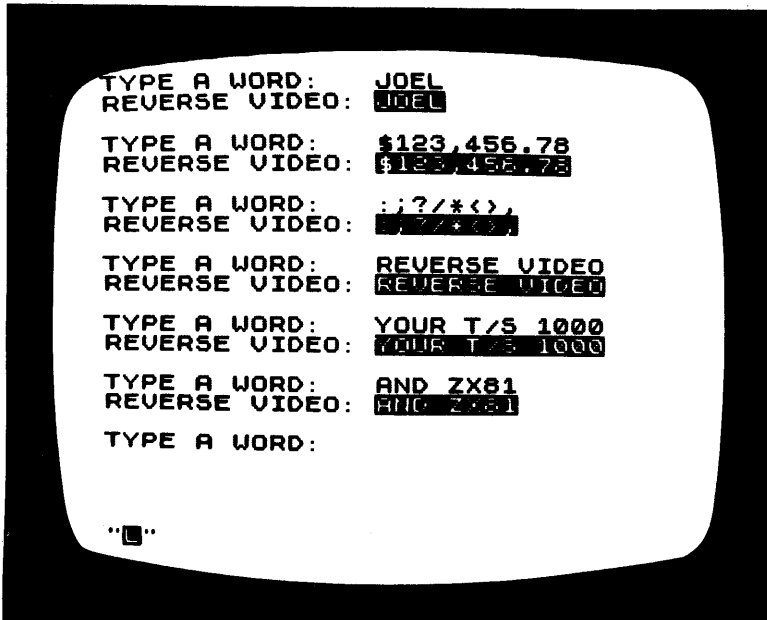 TYPE A WORD: JOEL
REVERSE VIDEO: JOEL
TYPE A WORD: $123,456.78
REVERSE VIDEO: $123,456.78
TYPE A WORD: :;?/*<>,
REVERSE VIDEO: :;?/*<>,
TYPE A WORD: REVERSE VIDEO
REVERSE VIDEO: REVERSE VIDEO
TYPE A WORD: YOUR T/S 1000
REVERSE VIDEO: YOUR T/S 1000
TYPE A WORD: AND ZX81
REVERSE VIDEO: AND ZX81
TYPE A WORD:
"L"